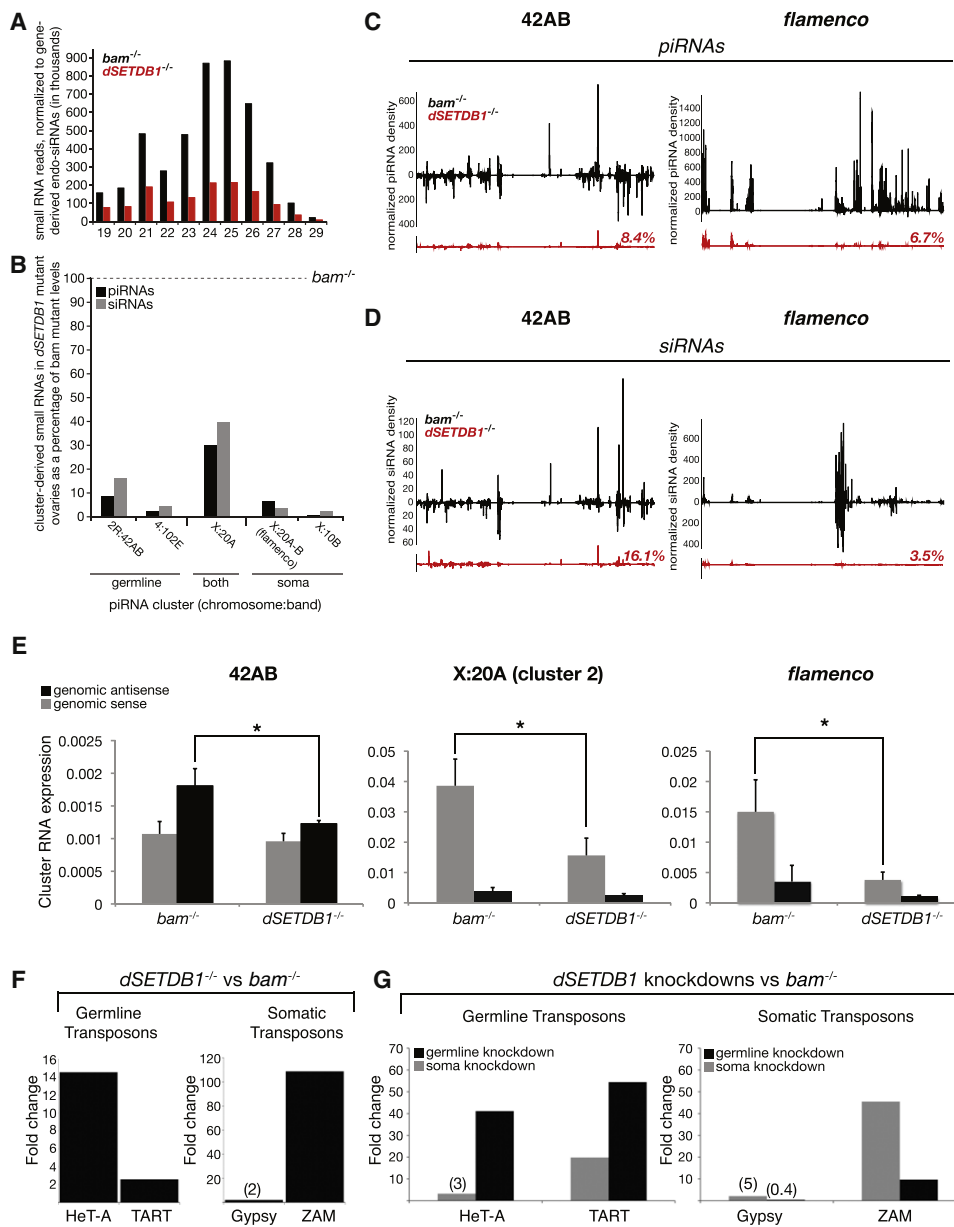 A
small RNA reads, normalized to gene-
derived endo-siRNAs (in thousands)
bam-/-
dSETDB1-/-
900
800
700
600
500
400
300
200
100
0
19 20 21 22 23 24 25 26 27 28 29
B
cluster-derived small RNAs in dSETDB1 mutant
ovaries as a percentage of bam mutant levels
bam-/-
piRNAs
siRNAs
100
90
80
70
60
50
40
30
20
10
0
2R:42AB
4:102E
X:20A
X:20A-B
(flamenco)
X:10B
germline both soma
piRNA cluster (chromosome:band)
C
42AB flamenco
piRNAs
normalized piRNA density
bam-/-
dSETDB1-/-
600
400
200
0
200
400
8.4%
normalized piRNA density
1400
1200
1000
800
600
400
200
0
6.7%
D
42AB flamenco
siRNAs
normalized siRNA density
bam-/-
dSETDB1-/-
120
100
80
60
40
20
0
20
40
60
16.1%
normalized siRNA density
600
400
200
0
200
400
3.5%
E
genomic antisense
genomic sense
42AB X:20A (cluster 2) flamenco
Cluster RNA expression
0.0025
0.002
0.0015
0.001
0.0005
0
*
bam-/- dSETDB1-/-
0.05
0.04
0.03
0.02
0.01
0
*
bam-/- dSETDB1-/-
0.025
0.02
0.015
0.01
0.005
0
*
bam-/- dSETDB1-/-
F
dSETDB1-/- vs bam-/-
Germline
Transposons
Somatic
Transposons
Fold change
16
14
12
10
8
6
4
2
HeT-A TART
Fold change
120
100
80
60
40
20
(2)
Gypsy ZAM
G
dSETDB1 knockdowns vs bam-/-
Germline Transposons Somatic Transposons
germline knockdown
soma knockdown
Fold change
70
60
50
40
30
20
10
0
(3)
HeT-A TART
germline knockdown
soma knockdown
Fold change
70
60
50
40
30
20
10
0
(5) (0.4)
Gypsy ZAM